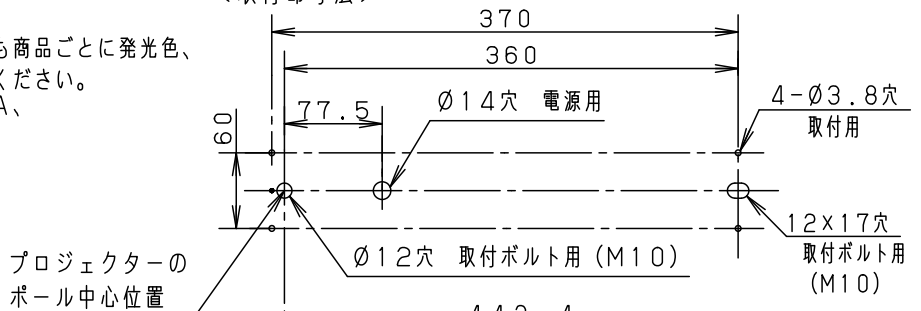 370
も商品ごとに発光色、
360
ください。
77.5
Ø14穴 電源用
4-Ø3.8穴
取付用
60
12×17穴
取付ボルト用
(M10)
Ø12穴 取付ボルト用(M10)
プロジェクターの
ポール中心位置